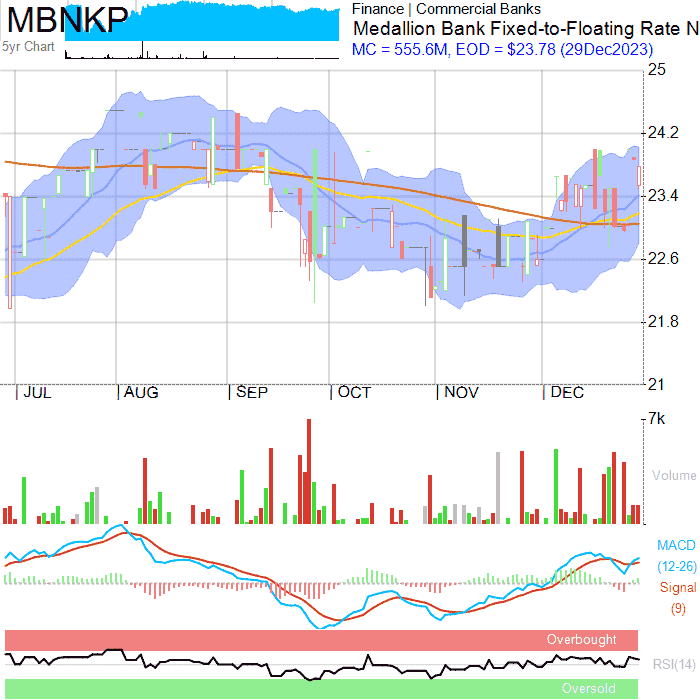 MBNKP
5yr Chart
Finance | Commercial Banks
Medallion Bank Fixed-to-Floating Rate N
MC = 555.6M, EOD = $23.78 (29Dec2023)
25
24.2
23.4
22.6
21.8
21
JUL AUG SEP OCT NOV DEC
7k
Volume
MACD
(12-26)
Signal
(9)
Overbought
RSI(14)
Oversold